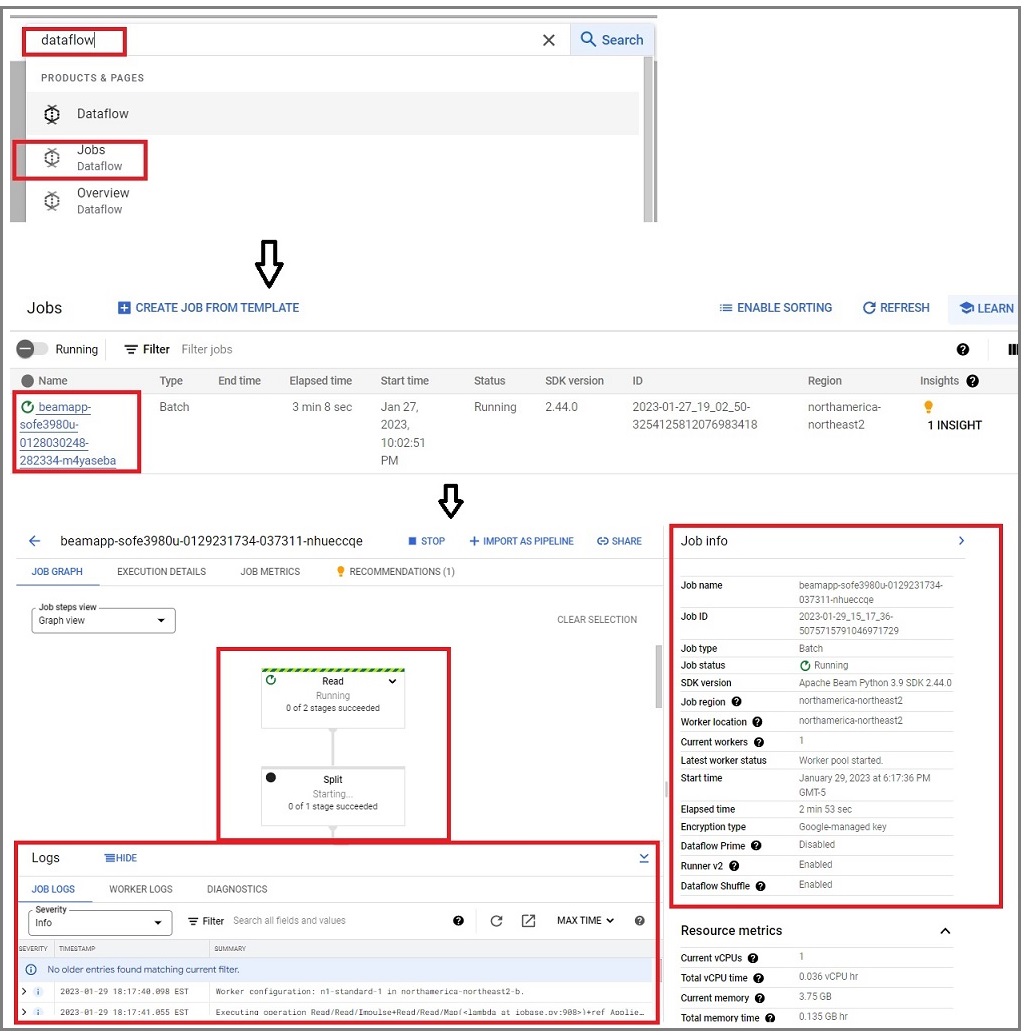 dataflow
Search
PRODUCTS & PAGES
Dataflow
Jobs
Dataflow
Overview
Dataflow
Jobs
CREATE JOB FROM TEMPLATE
ENABLE SORTING
REFRESH
LEARN
Running
Filter Filter jobs
Name Type End time Elapsed time Start time Status SDK version ID Region Insights
beamapp-
sofe3980u-
0128030248-
282334-m4yaseba
Batch
3 min 8 sec
Jan 27,
2023,
10:02:51
PM
Running
2.44.0
2023-01-27_19_02_50-
3254125812076983418
northamerica-
northeast2
1 INSIGHT
beamapp-sofe3980u-0129231734-037311-nhueccqe
STOP
IMPORT AS PIPELINE
SHARE
JOB GRAPH
EXECUTION DETAILS
JOB METRICS
RECOMMENDATIONS (1)
Job steps view
Graph view
CLEAR SELECTION
Read
Running
0 of 2 stages succeeded
Split
Starting...
0 of 1 stage succeeded
Logs
HIDE
JOB LOGS
WORKER LOGS
DIAGNOSTICS
Severity
Info
Filter Search all fields and values
MAX TIME
SEVERITY TIMESTAMP SUMMARY
No older entries found matching current filter.
2023-01-29 18:17:40.098 EST Worker configuration: n1-standard-1 in northamerica-northeast2-b.
2023-01-29 18:17:41.055 EST Executing operation Read/Read/Impulse+Read/Read/Map(<lambda at iobase.py:908>)+ref Applie…
Job info
Job name beamapp-sofe3980u-0129231734-
037311-nhueccqe
Job ID 2023-01-29_15_17_36-
5075715791046971729
Job type Batch
Job status Running
SDK version Apache Beam Python 3.9 SDK 2.44.0
Job region northamerica-northeast2
Worker location northamerica-northeast2
Current workers 1
Latest worker status Worker pool started.
Start time January 29, 2023 at 6:17:36 PM
GMT-5
Elapsed time 2 min 53 sec
Encryption type Google-managed key
Dataflow Prime Disabled
Runner v2 Enabled
Dataflow Shuffle Enabled
Resource metrics
Current vCPUs 1
Total vCPU time 0.036 vCPU hr
Current memory 3.75 GB
Total memory time 0.135 GB hr